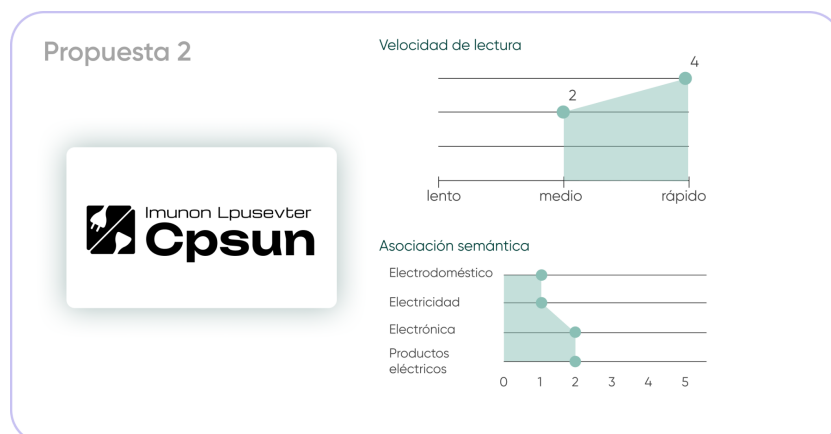 Propuesta 2
Imunon Lpusevter
Cpsun
Velocidad de lectura
4
2
lento medio rápido
Asociación semántica
Electrodoméstico
Electricidad
Electrónica
Productos
eléctricos
0 1 2 3 4 5